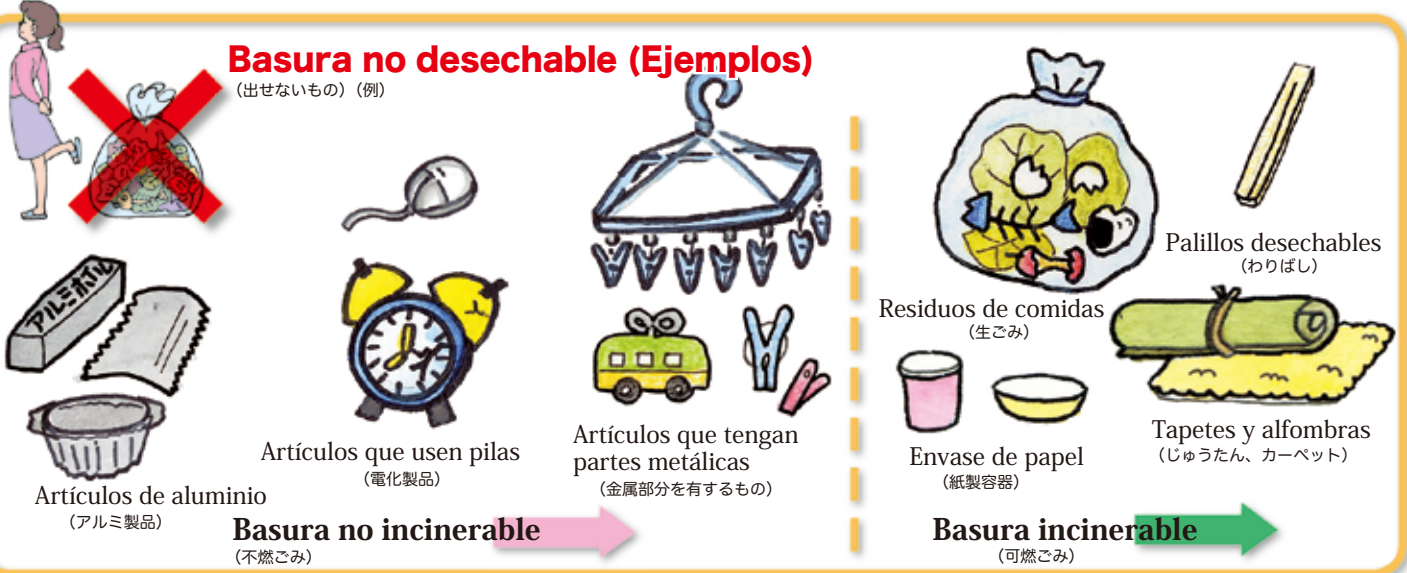 Basura no desechable (Ejemplos)
（出せないもの）（例）
アルミホイル
Artículos de aluminio
（アルミ製品）
Artículos que usen pilas
（電化製品）
Artículos que tengan
partes metálicas
（金属部分を有するもの）
Basura no incinerable
（不燃ごみ）
Residuos de comidas
（生ごみ）
Palillos desechables
（わりばし）
Envase de papel
（紙製容器）
Tapetes y alfombras
（じゅうたん、カーペット）
Basura incinerable
（可燃ごみ）